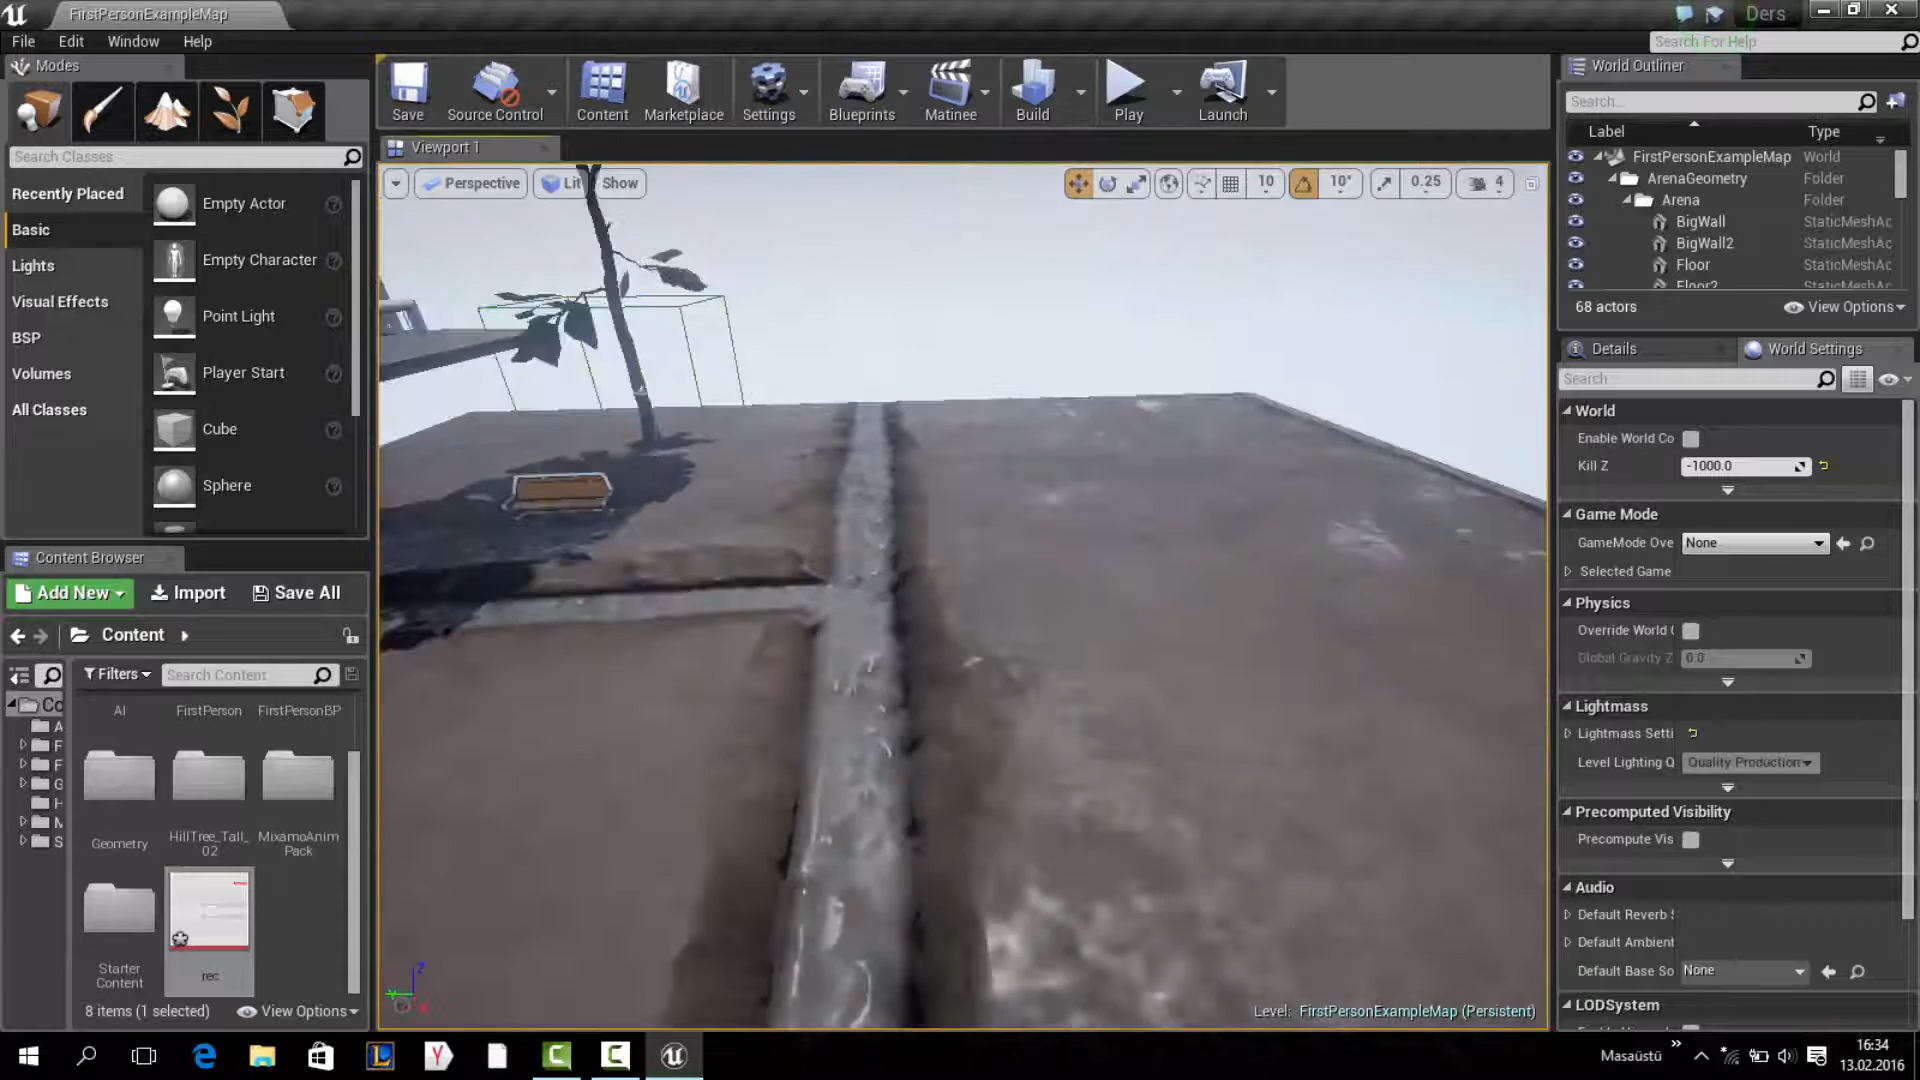 FirstPersonExampleMap
Ders
File Edit Window Help
Search For Help
Modes
Search Classes
Recently Placed
Basic
Lights
Visual Effects
BSP
Volumes
All Classes
Empty Actor
Empty Character
Point Light
Player Start
Cube
Sphere
Save
Source Control
Content
Marketplace
Settings
Blueprints
Matinee
Build
Play
Launch
Viewport 1
Perspective
Lit
Show
10
10°
0.25
4
Level: FirstPersonExampleMap (Persistent)
Z
X
Content Browser
Add New
Import
Save All
Content
Filters
Search Content
Co
A
F
F
G
H
M
S
AI
FirstPerson
FirstPersonBP
Geometry
HillTree_Tall_
02
MixamoAnim
Pack
Starter
Content
rec
8 items (1 selected)
View Options
World Outliner
Search...
Label Type
FirstPersonExampleMap World
ArenaGeometry Folder
Arena Folder
BigWall StaticMeshAc
BigWall2 StaticMeshAc
Floor StaticMeshAc
Floor2
68 actors
View Options
Details
World Settings
Search
World
Enable World Co
Kill Z -1000.0
Game Mode
GameMode Ove None
Selected Game
Physics
Override World
Global Gravity Z 0.0
Lightmass
Lightmass Setti
Level Lighting Q Quality Production
Precomputed Visibility
Precompute Vis
Audio
Default Reverb
Default Ambient
Default Base So None
LODSystem
Masaüstü
16:34
13.02.2016